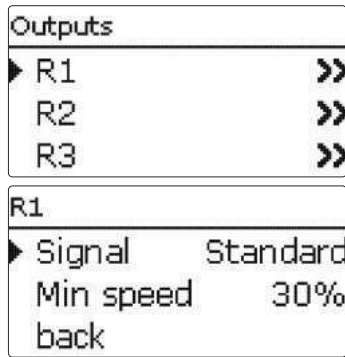 Outputs
R1 >>
R2 >>
R3 >>
R1
Signal Standard
Min speed 30%
back